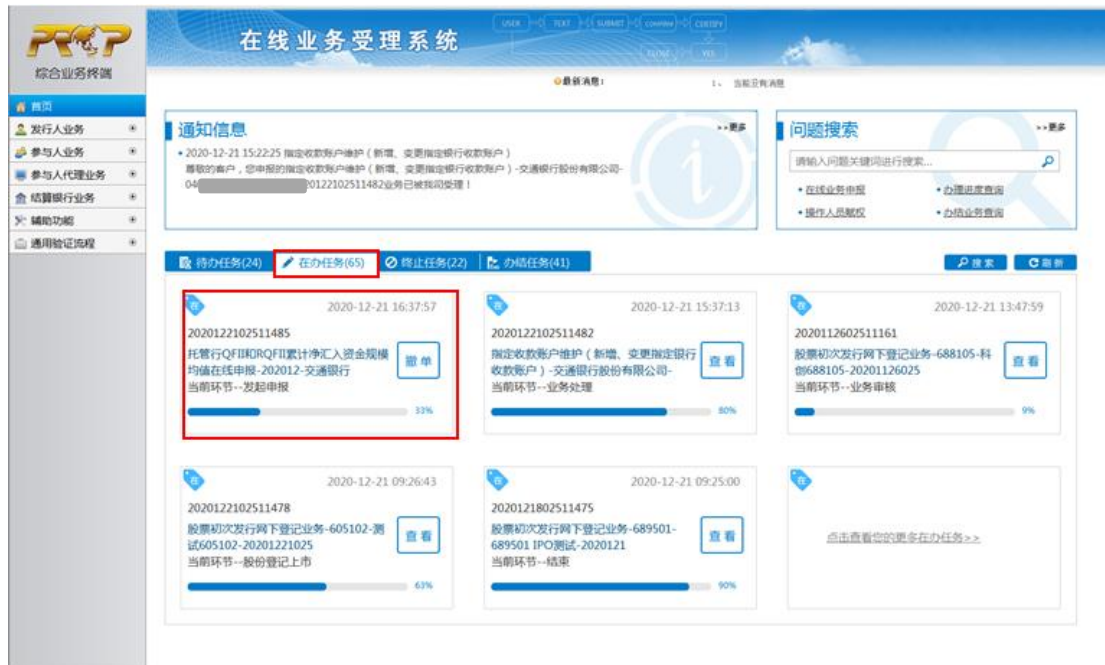 PROP
综合业务终端
在线业务受理系统
USER
TEXT
SUBMIT
CERTIFY
YES
最新消息:
1、 当前没有消息
首页
发行人业务
参与人业务
参与人代理业务
结算银行业务
辅助功能
通用验证流程
通知信息
>>更多
• 2020-12-21 15:22:25 指定收款账户维护(新增、变更指定银行收款账户)
尊敬的客户,您申报的指定收款账户维护(新增、变更指定银行收款账户)-交通银行股份有限公司-
04 20122102511482业务已被我司受理!
问题搜索
>>更多
请输入问题关键词进行搜索...
• 在线业务申报
• 办理进度查询
• 操作人员赋权
• 办结业务查询
待办任务(24)
在办任务(65)
终止任务(22)
办结任务(41)
搜索
刷新
在
2020-12-21 16:37:57
2020122102511485
托管行QFII和RQFII累计净汇入资金规模
均值在线申报-202012-交通银行
撤单
当前环节--发起申报
33%
在
2020-12-21 15:37:13
2020122102511482
指定收款账户维护(新增、变更指定银行
收款账户)-交通银行股份有限公司-
查看
当前环节--业务处理
80%
在
2020-12-21 13:47:59
2020112602511161
股票初次发行网下登记业务-688105-科
创688105-20201126025
查看
当前环节--业务审核
9%
在
2020-12-21 09:26:43
2020122102511478
股票初次发行网下登记业务-605102-测
试605102-20201221025
查看
当前环节--股份登记上市
63%
在
2020-12-21 09:25:00
2020121802511475
股票初次发行网下登记业务-689501-
689501 IPO测试-2020121
查看
当前环节--结束
90%
在
点击查看您的更多在办任务>>